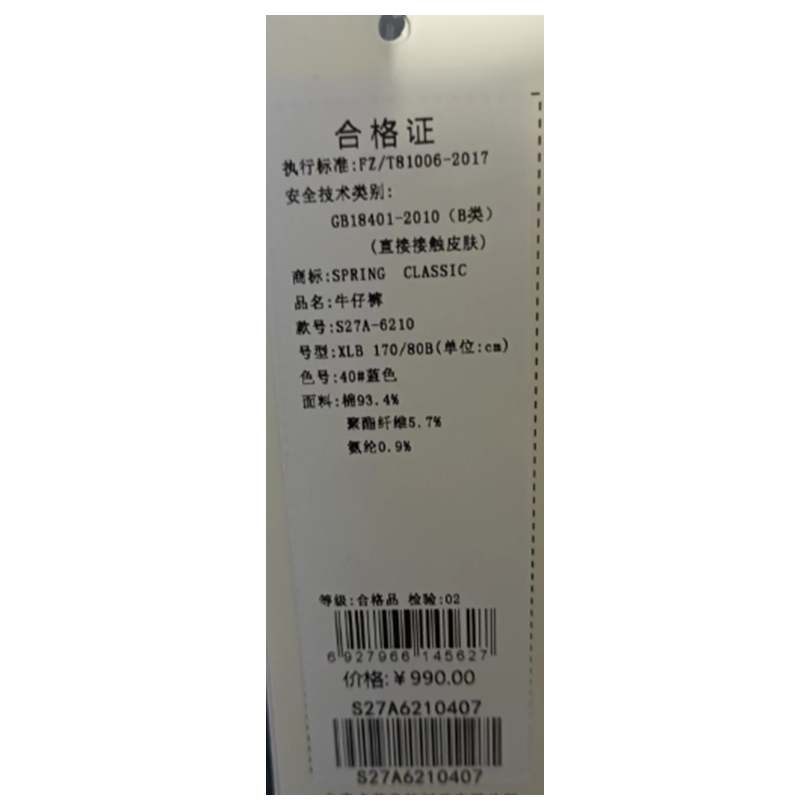 合格证
执行标准:FZ/T81006-2017
安全技术类别:
GB18401-2010（B类）
（直接接触皮肤）
商标:SPRING CLASSIC
品名:牛仔裤
款号:S27A-6210
号型:XLB 170/80B(单位:cm)
色号:40#蓝色
面料:棉93.4%
聚酯纤维5.7%
氨纶0.9%
等级:合格品 检验:02
6 927966 145627
价格:￥990.00
S27A6210407
S27A6210407